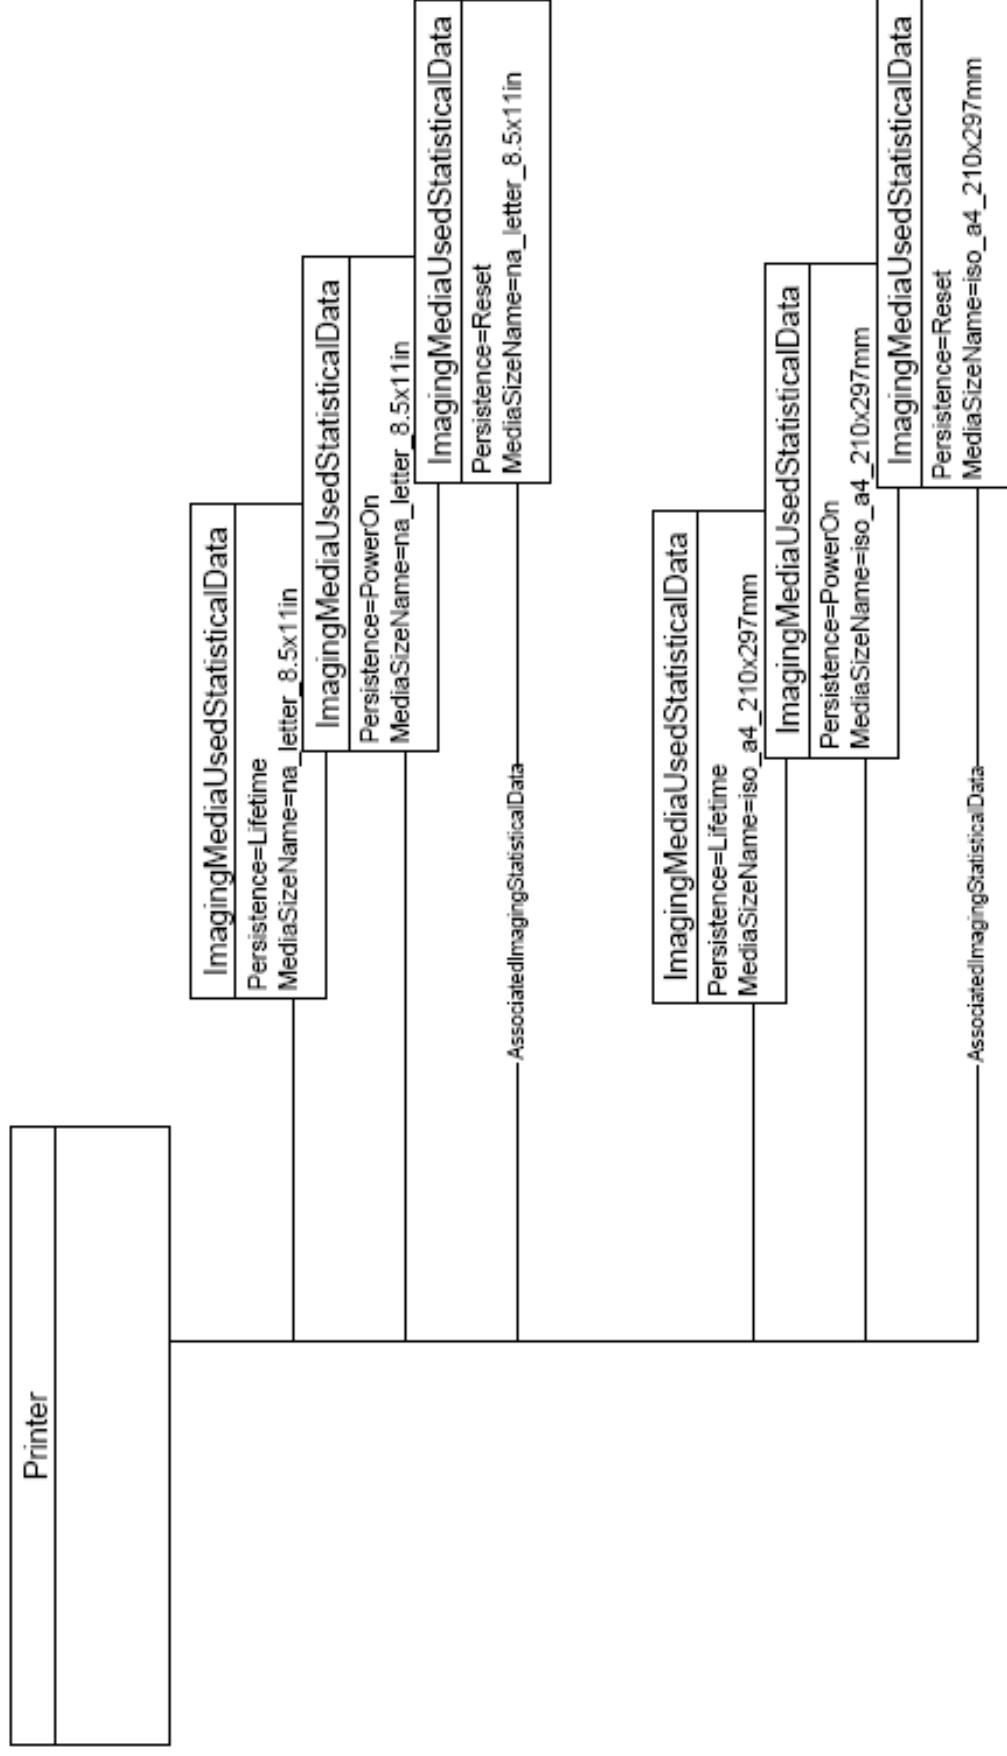 Printer
ImagingMediaUsedStatisticalData
Persistence=Lifetime
MediaSizeName=na_letter_8.5x11in
ImagingMediaUsedStatisticalData
Persistence=PowerOn
MediaSizeName=na_letter_8.5x11in
ImagingMediaUsedStatisticalData
Persistence=Reset
MediaSizeName=na_letter_8.5x11in
AssociatedImagingStatisticalData
ImagingMediaUsedStatisticalData
Persistence=Lifetime
MediaSizeName=iso_a4_210x297mm
ImagingMediaUsedStatisticalData
Persistence=PowerOn
MediaSizeName=iso_a4_210x297mm
ImagingMediaUsedStatisticalData
Persistence=Reset
MediaSizeName=iso_a4_210x297mm
AssociatedImagingStatisticalData